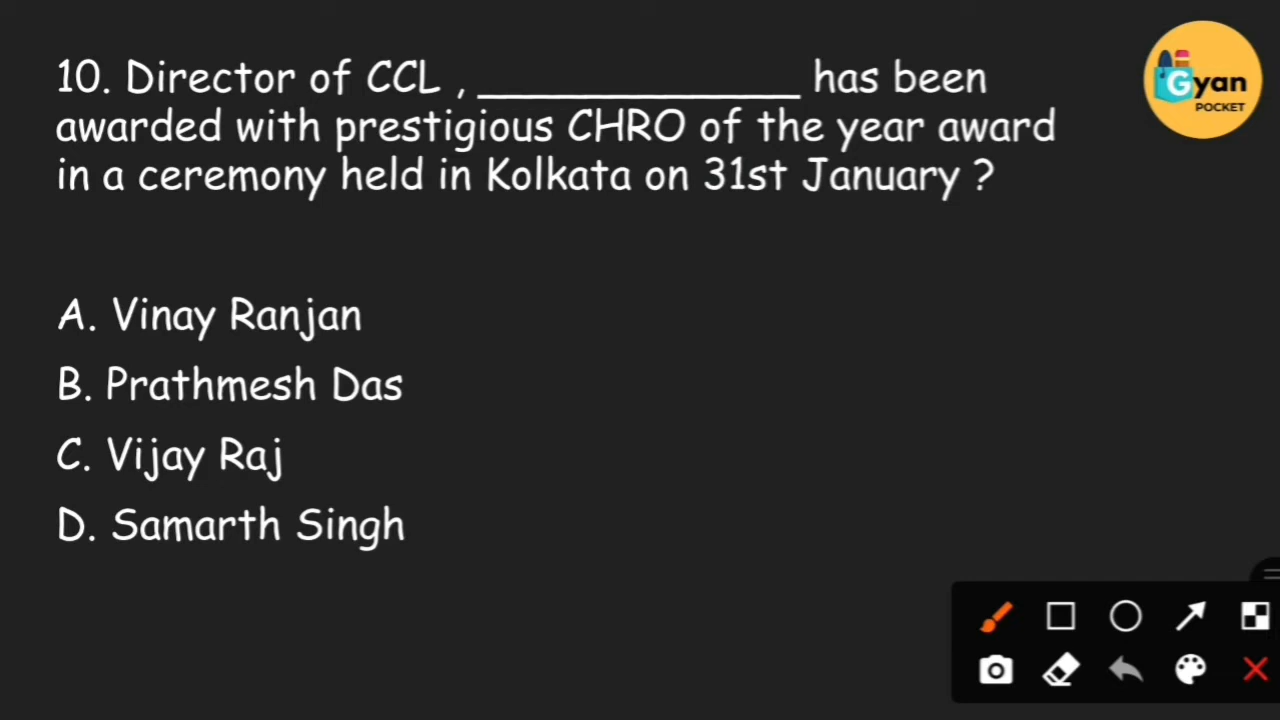 10. Director of CCL , ______________ has been
awarded with prestigious CHRO of the year award
in a ceremony held in Kolkata on 31st January ?
A. Vinay Ranjan
B. Prathmesh Das
C. Vijay Raj
D. Samarth Singh
Gyan
POCKET